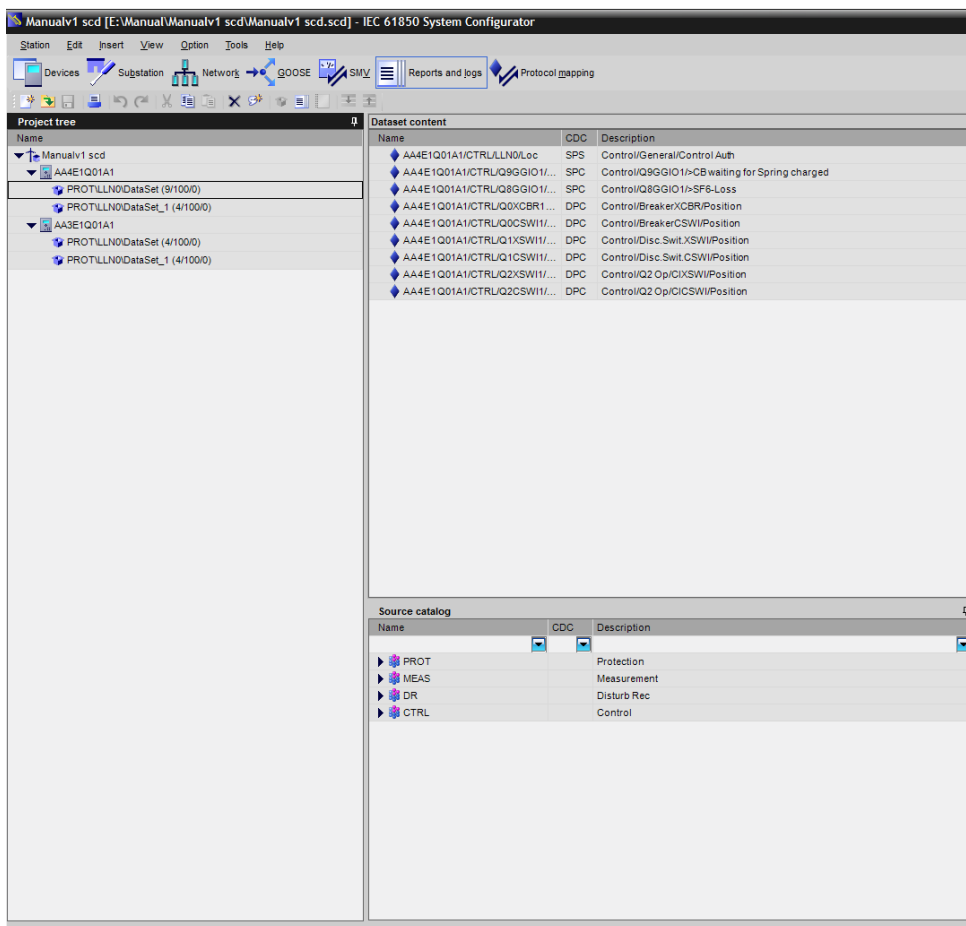 Manualv1 scd [E:\Manual\Manualv1 scd\Manualv1 scd.scd] - IEC 61850 System Configurator
Station Edit Insert View Option Tools Help
Devices Substation Network GOOSE SMV Reports and logs Protocol mapping
Project tree
Name
Manualv1 scd
AA4E1Q01A1
PROT\LLN0\DataSet (9/100/0)
PROT\LLN0\DataSet_1 (4/100/0)
AA3E1Q01A1
PROT\LLN0\DataSet (4/100/0)
PROT\LLN0\DataSet_1 (4/100/0)
Dataset content
Name CDC Description
AA4E1Q01A1/CTRL/LLN0/Loc SPS Control/General/Control Auth
AA4E1Q01A1/CTRL/Q9GGIO1/... SPC Control/Q9GGIO1/>CB waiting for Spring charged
AA4E1Q01A1/CTRL/Q8GGIO1/... SPC Control/Q8GGIO1/>SF6-Loss
AA4E1Q01A1/CTRL/Q0XCBR1... DPC Control/BreakerXCBR/Position
AA4E1Q01A1/CTRL/Q0CSWI1/... DPC Control/BreakerCSWI/Position
AA4E1Q01A1/CTRL/Q1XSWI1/... DPC Control/Disc.Swit.XSWI/Position
AA4E1Q01A1/CTRL/Q1CSWI1/... DPC Control/Disc.Swit.CSWI/Position
AA4E1Q01A1/CTRL/Q2XSWI1/... DPC Control/Q2 Op/ClXSWI/Position
AA4E1Q01A1/CTRL/Q2CSWI1/... DPC Control/Q2 Op/ClCSWI/Position
Source catalog
Name CDC Description
PROT Protection
MEAS Measurement
DR Disturb Rec
CTRL Control